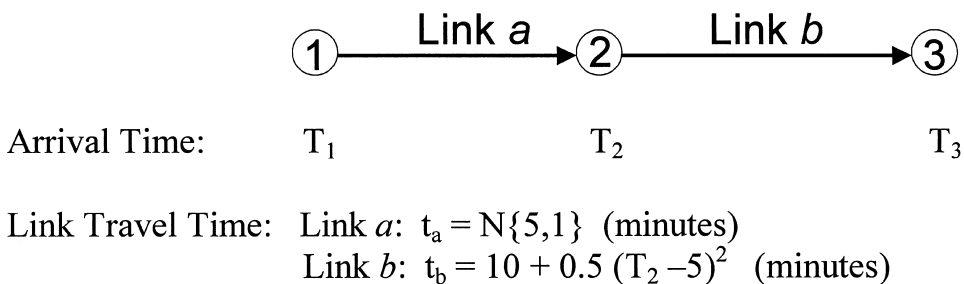 Link a Link b
1 2 3
Arrival Time: T₁ T₂ T₃
Link Travel Time: Link a: tₐ = N{5,1} (minutes)
Link b: t_b = 10 + 0.5 (T₂ –5)² (minutes)